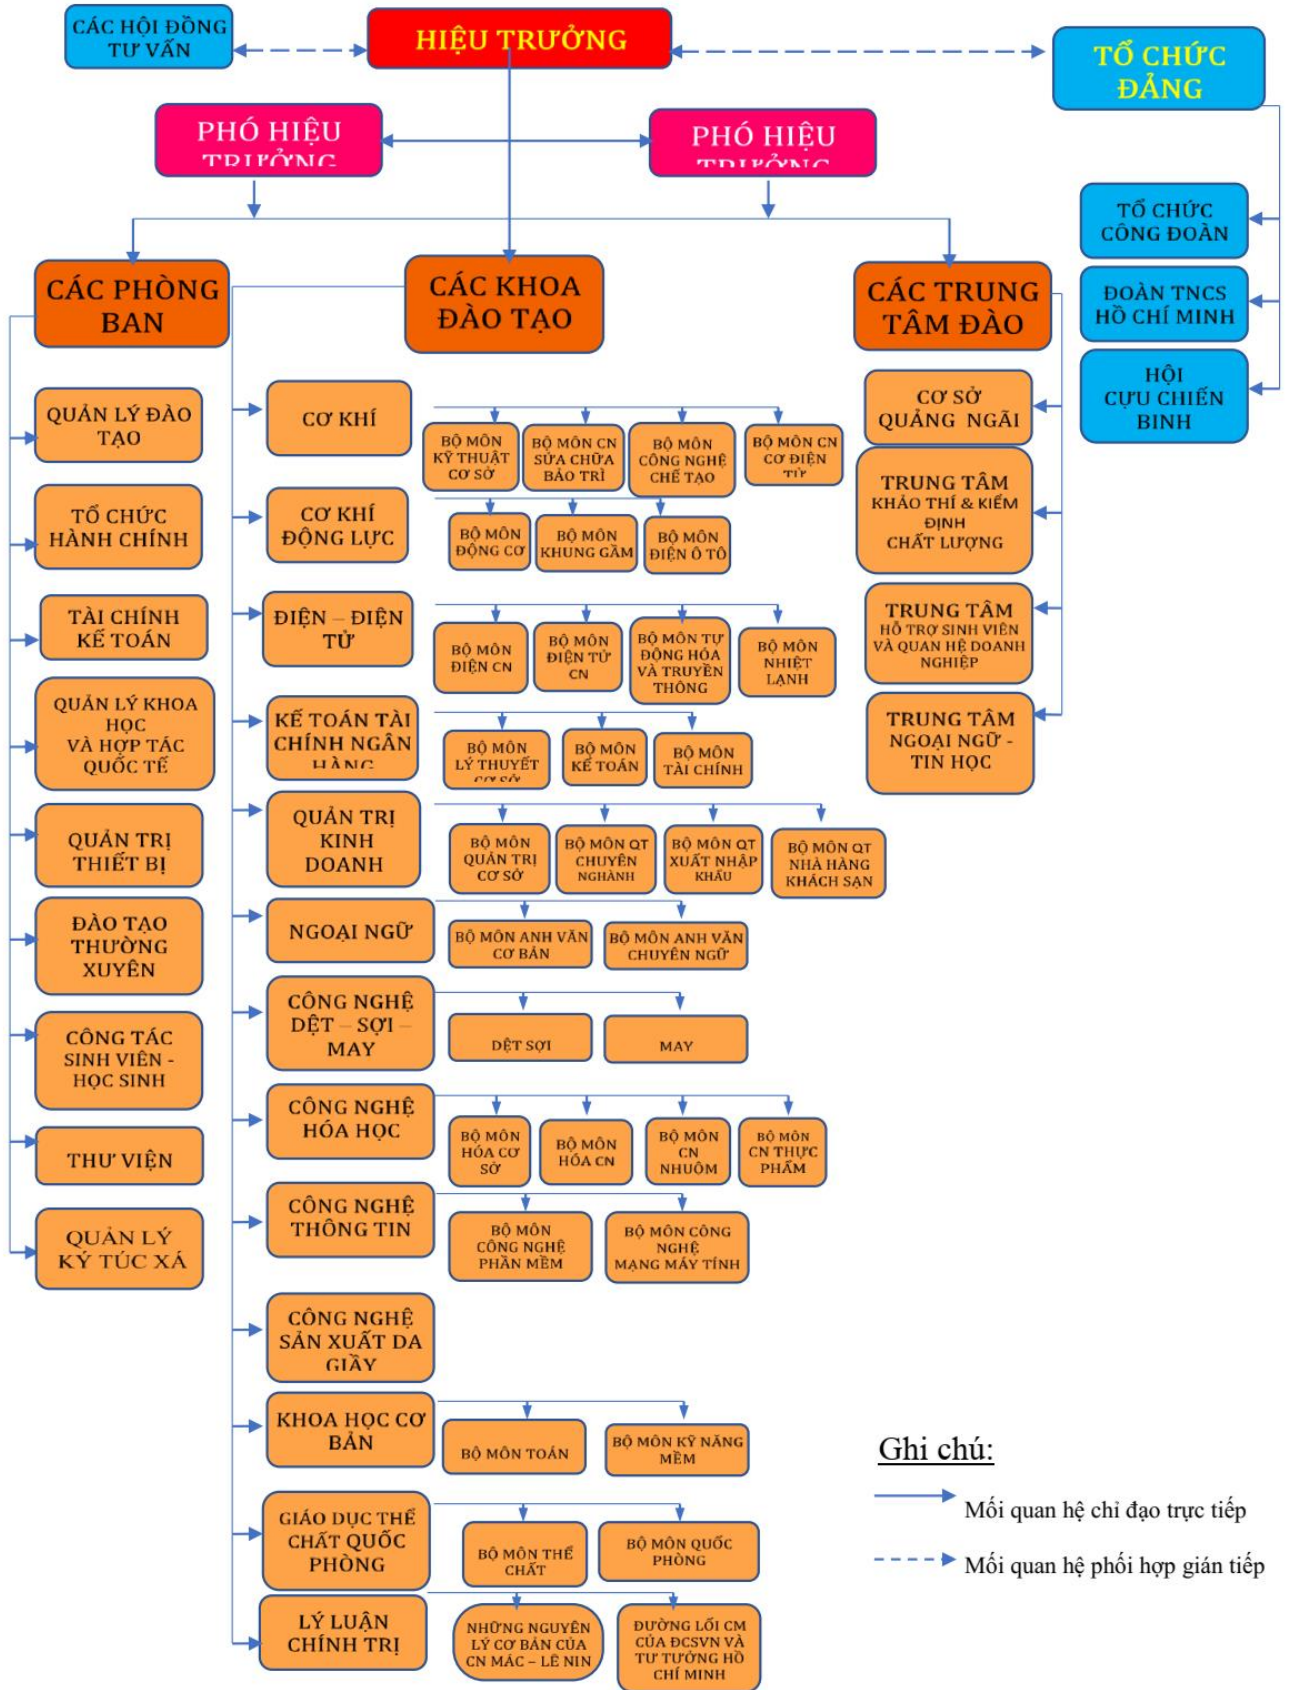 CÁC HỘI ĐỒNG
TƯ VẤN
HIỆU TRƯỞNG
TỔ CHỨC
ĐẢNG
PHÓ HIỆU
TRƯỞNG
PHÓ HIỆU
TRƯỞNG
TỔ CHỨC
CÔNG ĐOÀN
ĐOÀN TNCS
HỒ CHÍ MINH
HỘI
CỰU CHIẾN
BINH
CÁC PHÒNG
BAN
CÁC KHOA
ĐÀO TẠO
CÁC TRUNG
TÂM ĐÀO
QUẢN LÝ ĐÀO
TẠO
TỔ CHỨC
HÀNH CHÍNH
TÀI CHÍNH
KẾ TOÁN
QUẢN LÝ KHOA
HỌC
VÀ HỢP TÁC
QUỐC TẾ
QUẢN TRỊ
THIẾT BỊ
ĐÀO TẠO
THƯỜNG
XUYÊN
CÔNG TÁC
SINH VIÊN -
HỌC SINH
THƯ VIỆN
QUẢN LÝ
KÝ TÚC XÁ
CƠ KHÍ
BỘ MÔN
KỸ THUẬT
CƠ SỞ
BỘ MÔN CN
SỬA CHỮA
BẢO TRÌ
BỘ MÔN
CÔNG NGHỆ
CHẾ TẠO
BỘ MÔN CN
CƠ ĐIỆN
TỬ
CƠ KHÍ
ĐỘNG LỰC
BỘ MÔN
ĐỘNG CƠ
BỘ MÔN
KHUNG GẦM
BỘ MÔN
ĐIỆN Ô TÔ
ĐIỆN – ĐIỆN
TỬ
BỘ MÔN
ĐIỆN CN
BỘ MÔN
ĐIỆN TỬ
CN
BỘ MÔN TỰ
ĐỘNG HÓA
VÀ TRUYỀN
THÔNG
BỘ MÔN
NHIỆT
LẠNH
KẾ TOÁN TÀI
CHÍNH NGÂN
HÀNG
BỘ MÔN
LÝ THUYẾT
CƠ SỞ
BỘ MÔN
KẾ TOÁN
BỘ MÔN
TÀI CHÍNH
QUẢN TRỊ
KINH
DOANH
BỘ MÔN
QUẢN TRỊ
CƠ SỞ
BỘ MÔN QT
CHUYÊN
NGHÀNH
BỘ MÔN QT
XUẤT NHẬP
KHẨU
BỘ MÔN QT
NHÀ HÀNG
KHÁCH SẠN
NGOẠI NGỮ
BỘ MÔN ANH VĂN
CƠ BẢN
BỘ MÔN ANH VĂN
CHUYÊN NGỮ
CÔNG NGHỆ
DỆT – SỢI –
MAY
DỆT SỢI
MAY
CÔNG NGHỆ
HÓA HỌC
BỘ MÔN
HÓA CƠ
SỞ
BỘ MÔN
HÓA CN
BỘ MÔN
CN
NHUỘM
BỘ MÔN
CN THỰC
PHẨM
CÔNG NGHỆ
THÔNG TIN
BỘ MÔN
CÔNG NGHỆ
PHẦN MỀM
BỘ MÔN CÔNG
NGHỆ
MẠNG MÁY TÍNH
CÔNG NGHỆ
SẢN XUẤT DA
GIẦY
KHOA HỌC CƠ
BẢN
BỘ MÔN TOÁN
BỘ MÔN KỸ NĂNG
MỀM
GIÁO DỤC THỂ
CHẤT QUỐC
PHÒNG
BỘ MÔN THỂ
CHẤT
BỘ MÔN QUỐC
PHÒNG
LÝ LUẬN
CHÍNH TRỊ
NHỮNG NGUYÊN
LÝ CƠ BẢN CỦA
CN MÁC – LÊ NIN
ĐƯỜNG LỐI CM
CỦA ĐCSVN VÀ
TƯ TƯỞNG HỒ
CHÍ MINH
CƠ SỞ
QUẢNG NGÃI
TRUNG TÂM
KHẢO THÍ & KIỂM
ĐỊNH
CHẤT LƯỢNG
TRUNG TÂM
HỖ TRỢ SINH VIÊN
VÀ QUAN HỆ DOANH
NGHIỆP
TRUNG TÂM
NGOẠI NGỮ -
TIN HỌC
Ghi chú:
Mối quan hệ chỉ đạo trực tiếp
Mối quan hệ phối hợp gián tiếp